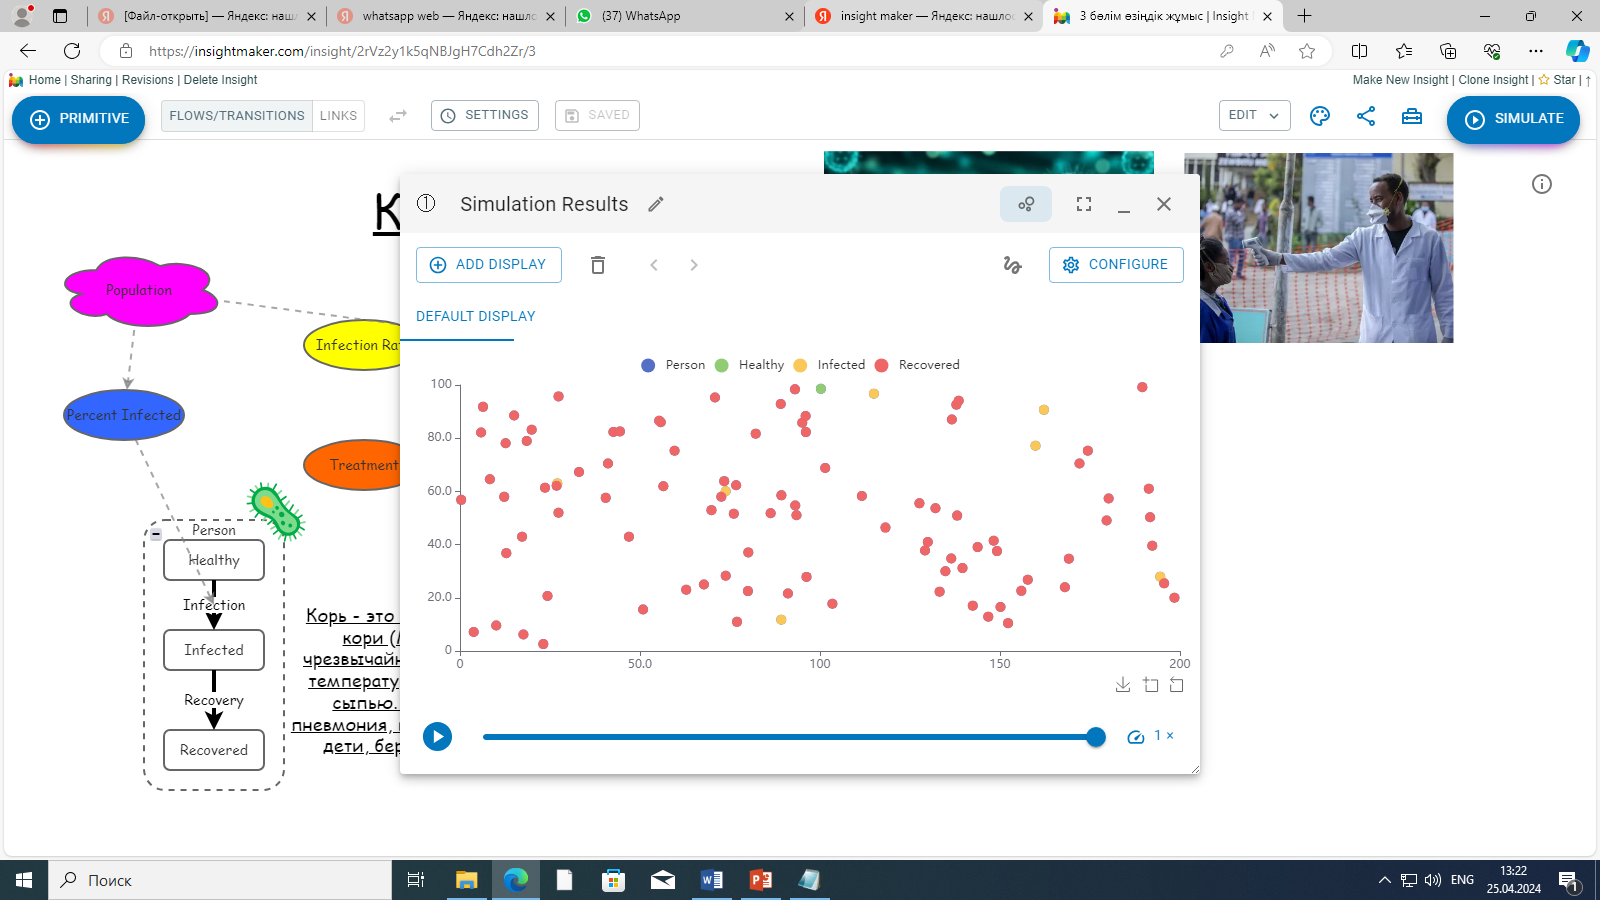 [Файл-открыть] — Яндекс: наш
whatsapp web — Яндекс: нашло
(37) WhatsApp
insight maker — Яндекс: нашлос
3 бөлім өзіндік жұмыс | Insight
https://insightmaker.com/insight/2rVz2y1k5qNBJgH7Cdh2Zr/3
Home | Sharing | Revisions | Delete Insight
Make New Insight | Clone Insight | Star | ↑
PRIMITIVE
FLOWS/TRANSITIONS
LINKS
SETTINGS
SAVED
EDIT
SIMULATE
К
Simulation Results
ADD DISPLAY
CONFIGURE
DEFAULT DISPLAY
Person
Healthy
Infected
Recovered
100
80.0
60.0
40.0
20.0
0
0
50.0
100
150
200
1 ×
Population
Infection Ra
Percent Infected
Treatment
Person
Healthy
Infection
Infected
Recovery
Recovered
Корь - это
кори (
чрезвычайн
температу
сыпью.
пневмония,
дети, бер
Поиск
ENG
13:22
25.04.2024
1